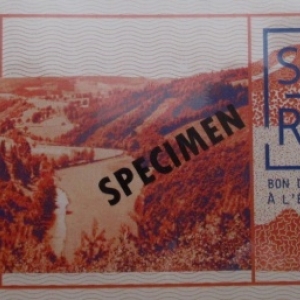 SPECIMEN
S
R
BON
À L'